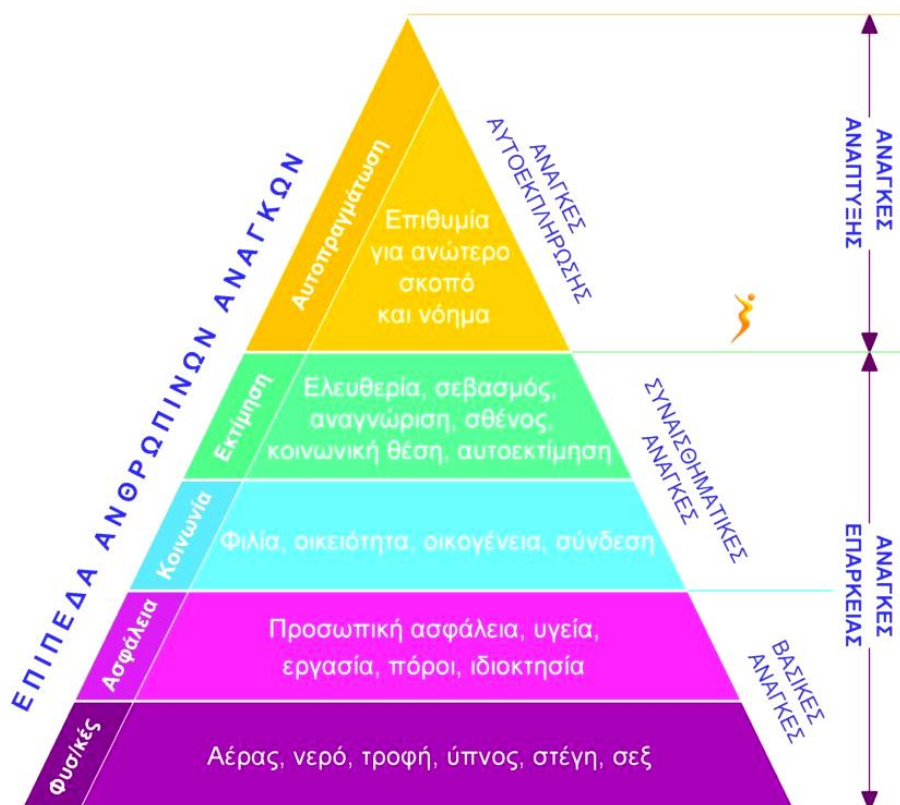 ΕΠΙΠΕΔΑ ΑΝΘΡΩΠΙΝΩΝ ΑΝΑΓΚΩΝ
Αυτοπραγμάτωση
Επιθυμία
για ανώτερο
σκοπό
και νόημα
ΑΝΑΓΚΕΣ
ΑΥΤΟΕΚΠΛΗΡΩΣΗΣ
ΑΝΑΓΚΕΣ
ΑΝΑΠΤΥΞΗΣ
Εκτίμηση
Ελευθερία, σεβασμός,
αναγνώριση, σθένος,
κοινωνική θέση, αυτοεκτίμηση
ΣΥΝΑΙΣΘΗΜΑΤΙΚΕΣ
ΑΝΑΓΚΕΣ
Κοινωνία
Φιλία, οικειότητα, οικογένεια, σύνδεση
ΑΝΑΓΚΕΣ
ΕΠΑΡΚΕΙΑΣ
Ασφάλεια
Προσωπική ασφάλεια, υγεία,
εργασία, πόροι, ιδιοκτησία
ΒΑΣΙΚΕΣ
ΑΝΑΓΚΕΣ
Φυσ/κές
Αέρας, νερό, τροφή, ύπνος, στέγη, σεξ